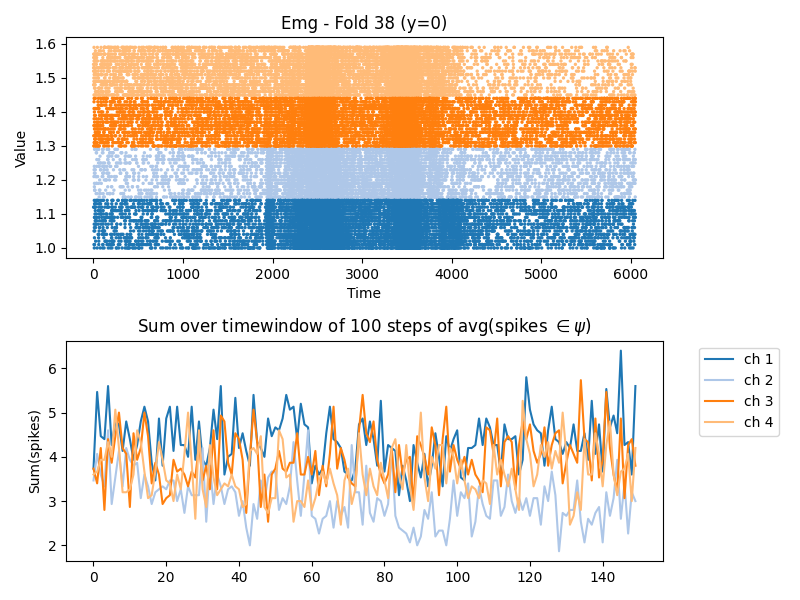 Emg - Fold 38 (y=0)
Value
1.6
1.5
1.4
1.3
1.2
1.1
1.0
0 1000 2000 3000 4000 5000 6000
Time
Sum over timewindow of 100 steps of avg(spikes ∈ψ)
Sum(spikes)
6
5
4
3
2
0 20 40 60 80 100 120 140
ch 1
ch 2
ch 3
ch 4